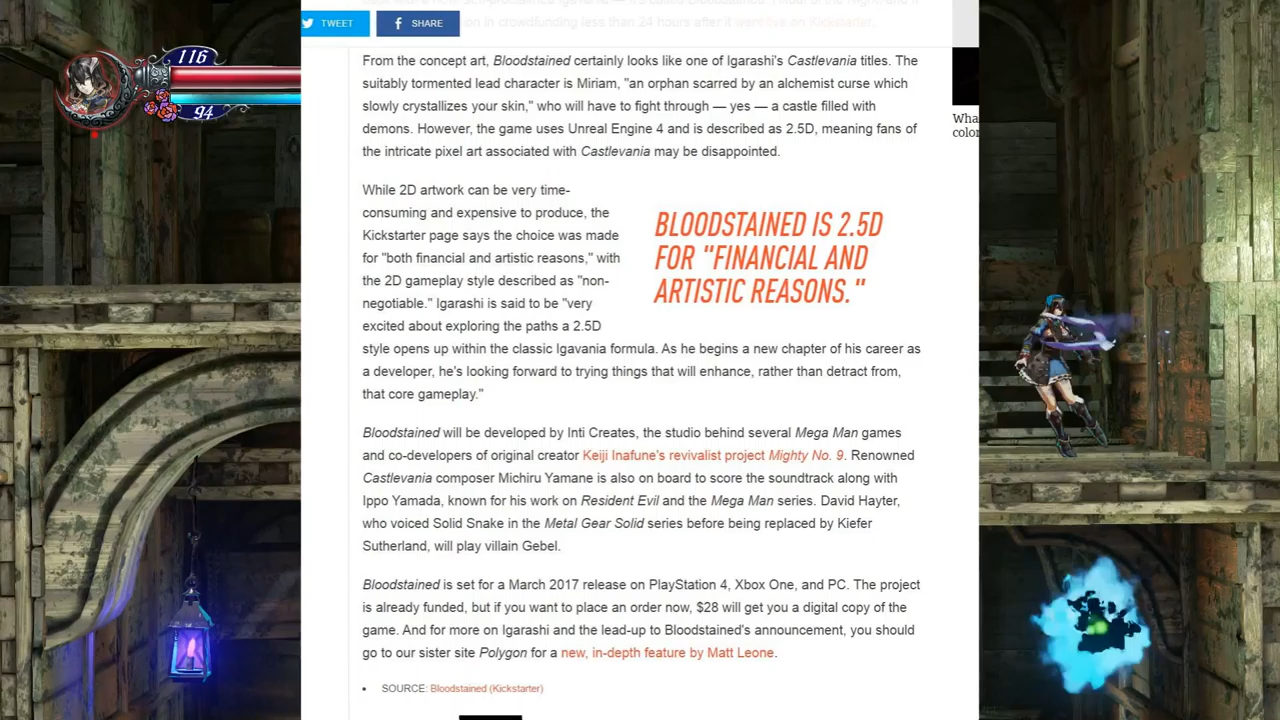 on in crowdfunding less than 24 hours after it went live on Kickstarter.
TWEET
SHARE
116
94
From the concept art, Bloodstained certainly looks like one of Igarashi's Castlevania titles. The
suitably tormented lead character is Miriam, "an orphan scarred by an alchemist curse which
slowly crystallizes your skin," who will have to fight through — yes — a castle filled with
demons. However, the game uses Unreal Engine 4 and is described as 2.5D, meaning fans of
the intricate pixel art associated with Castlevania may be disappointed.
Wha
color
While 2D artwork can be very time-
consuming and expensive to produce, the
Kickstarter page says the choice was made
for "both financial and artistic reasons," with
the 2D gameplay style described as "non-
negotiable." Igarashi is said to be "very
excited about exploring the paths a 2.5D
style opens up within the classic Igavania formula. As he begins a new chapter of his career as
a developer, he's looking forward to trying things that will enhance, rather than detract from,
that core gameplay."
BLOODSTAINED IS 2.5D
FOR "FINANCIAL AND
ARTISTIC REASONS."
Bloodstained will be developed by Inti Creates, the studio behind several Mega Man games
and co-developers of original creator Keiji Inafune's revivalist project Mighty No. 9. Renowned
Castlevania composer Michiru Yamane is also on board to score the soundtrack along with
Ippo Yamada, known for his work on Resident Evil and the Mega Man series. David Hayter,
who voiced Solid Snake in the Metal Gear Solid series before being replaced by Kiefer
Sutherland, will play villain Gebel.
Bloodstained is set for a March 2017 release on PlayStation 4, Xbox One, and PC. The project
is already funded, but if you want to place an order now, $28 will get you a digital copy of the
game. And for more on Igarashi and the lead-up to Bloodstained's announcement, you should
go to our sister site Polygon for a new, in-depth feature by Matt Leone.
• SOURCE: Bloodstained (Kickstarter)